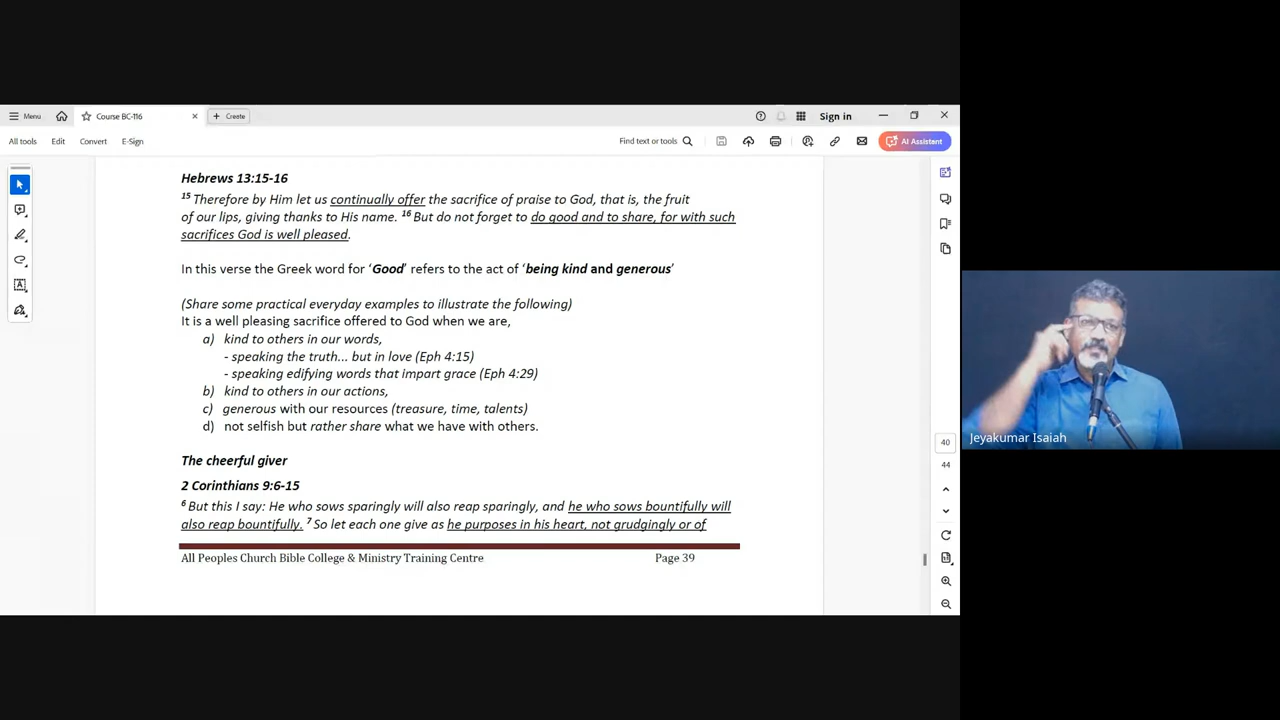 Menu
Course BC-116
Create
Sign in
All tools
Edit
Convert
E-Sign
Find text or tools
AI Assistant
Hebrews 13:15-16
15 Therefore by Him let us continually offer the sacrifice of praise to God, that is, the fruit
of our lips, giving thanks to His name. 16 But do not forget to do good and to share, for with such
sacrifices God is well pleased.
In this verse the Greek word for ‘Good’ refers to the act of ‘being kind and generous’
(Share some practical everyday examples to illustrate the following)
It is a well pleasing sacrifice offered to God when we are,
a) kind to others in our words,
- speaking the truth... but in love (Eph 4:15)
- speaking edifying words that impart grace (Eph 4:29)
b) kind to others in our actions,
c) generous with our resources (treasure, time, talents)
d) not selfish but rather share what we have with others.
The cheerful giver
2 Corinthians 9:6-15
6 But this I say: He who sows sparingly will also reap sparingly, and he who sows bountifully will
also reap bountifully. 7 So let each one give as he purposes in his heart, not grudgingly or of
All Peoples Church Bible College & Ministry Training Centre Page 39
40
44
Jeyakumar Isaiah